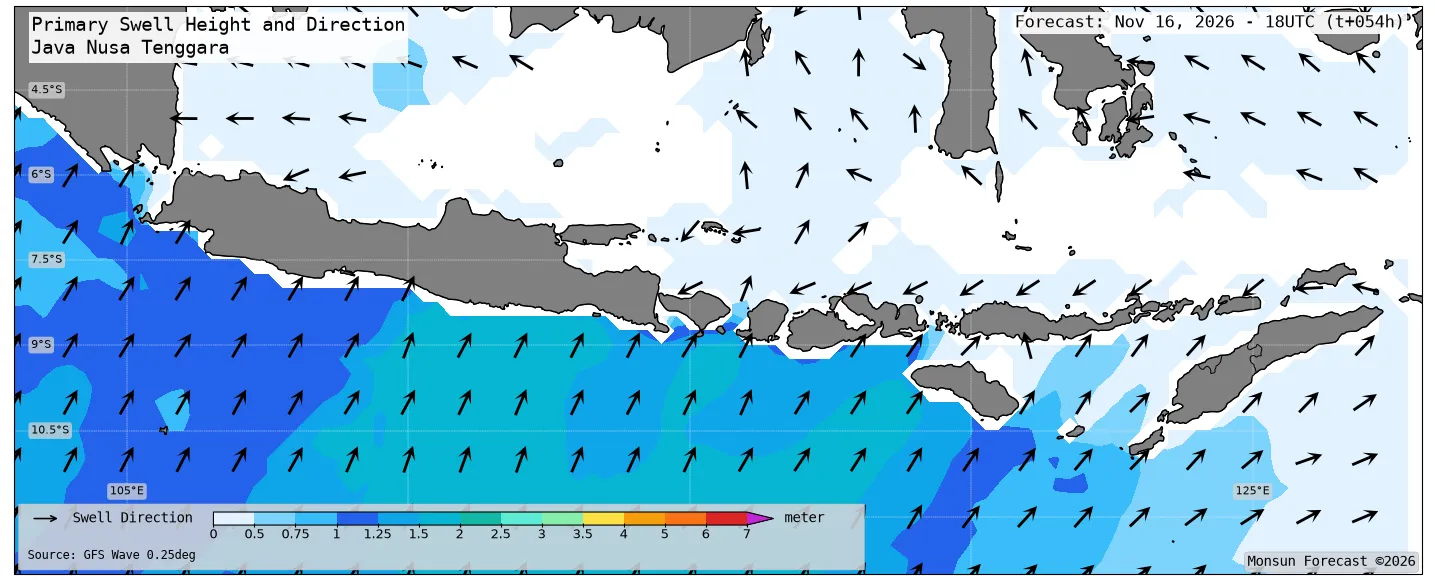 Primary Swell Height and Direction
Java Nusa Tenggara
Forecast: Nov 16, 2026 - 18UTC (t+054h)
4.5°S
6°S
7.5°S
9°S
10.5°S
105°E
125°E
Swell Direction
0 0.5 0.75 1 1.25 1.5 2 2.5 3 3.5 4 5 6 7
meter
Source: GFS Wave 0.25deg
Monsun Forecast ©2026